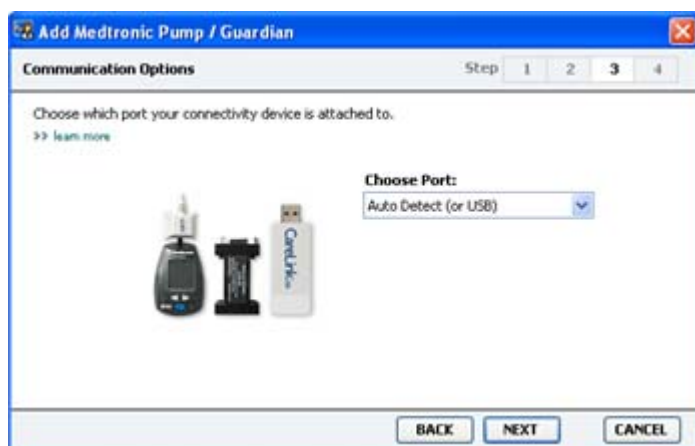 Add Medtronic Pump / Guardian
Communication Options
Step 1 2 3 4
Choose which port your connectivity device is attached to.
>> learn more
Choose Port:
Auto Detect (or USB)
CareLink
BACK NEXT CANCEL